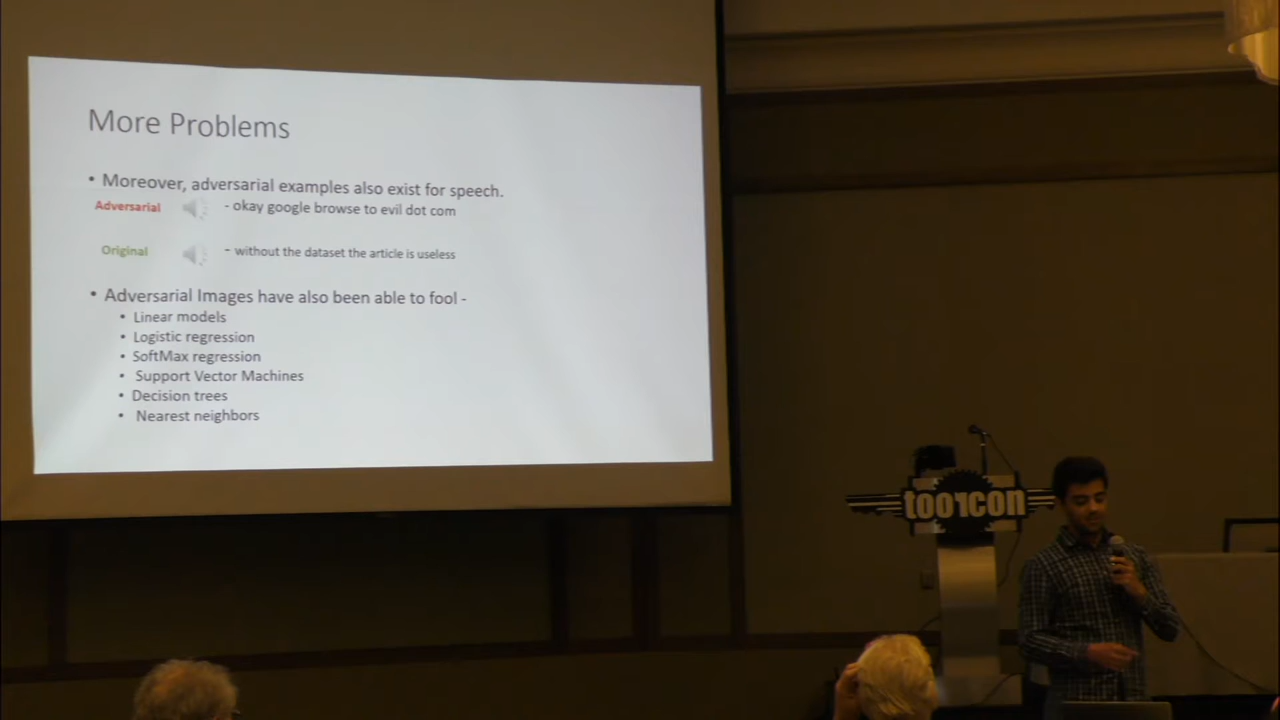 More Problems
• Moreover, adversarial examples also exist for speech.
Adversarial - okay google browse to evil dot com
Original - without the dataset the article is useless
• Adversarial Images have also been able to fool -
• Linear models
• Logistic regression
• SoftMax regression
• Support Vector Machines
• Decision trees
• Nearest neighbors
toorcon